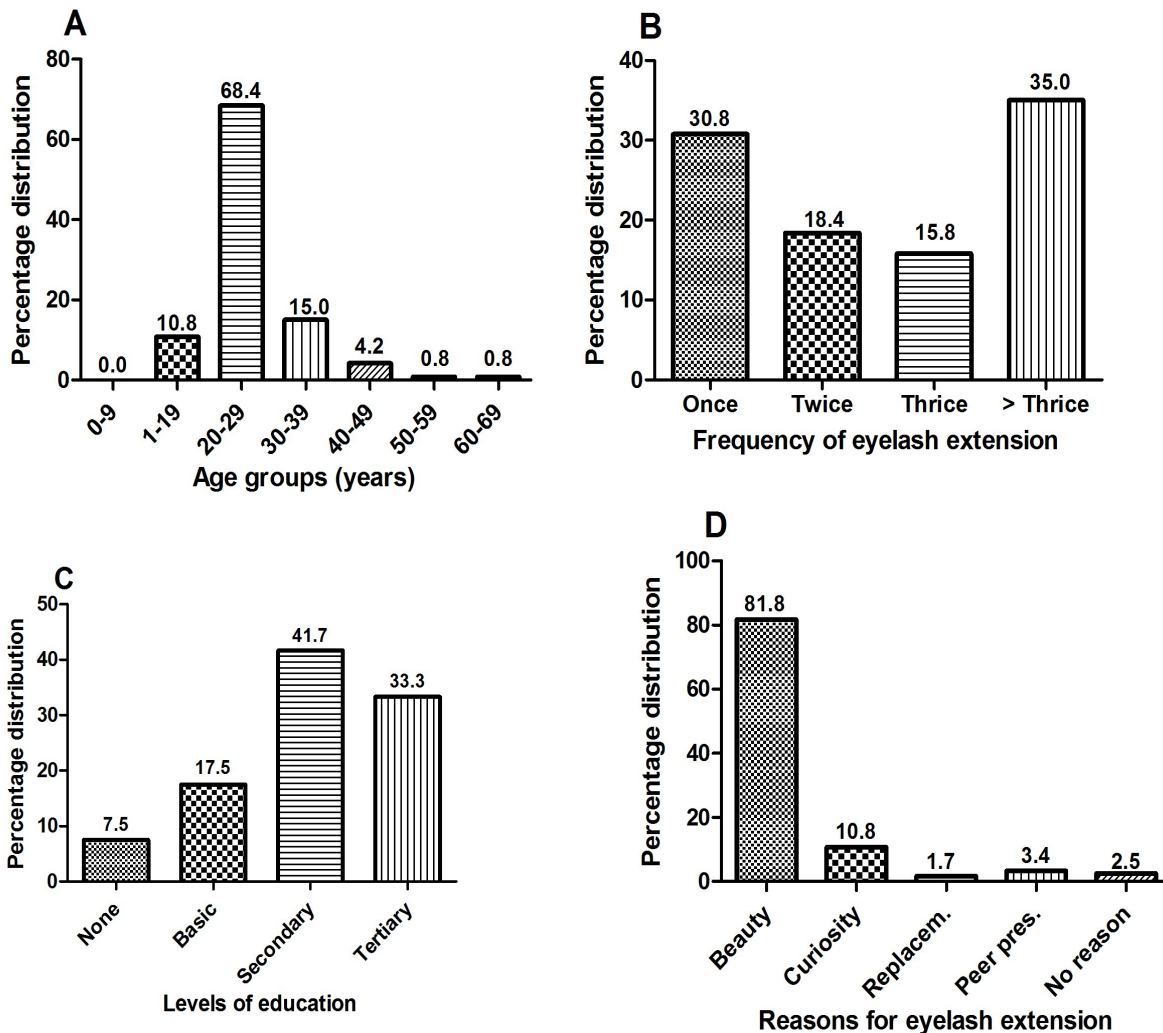 A
Percentage distribution
80
60
40
20
0
0.0
10.8
68.4
15.0
4.2
0.8
0.8
0-9
1-19
20-29
30-39
40-49
50-59
60-69
Age groups (years)
B
Percentage distribution
40
30
20
10
0
30.8
18.4
15.8
35.0
Once
Twice
Thrice
> Thrice
Frequency of eyelash extension
C
Percentage distribution
50
40
30
20
10
0
7.5
17.5
41.7
33.3
None
Basic
Secondary
Tertiary
Levels of education
D
Percentage distribution
100
80
60
40
20
0
81.8
10.8
1.7
3.4
2.5
Beauty
Curiosity
Replacem.
Peer pres.
No reason
Reasons for eyelash extension